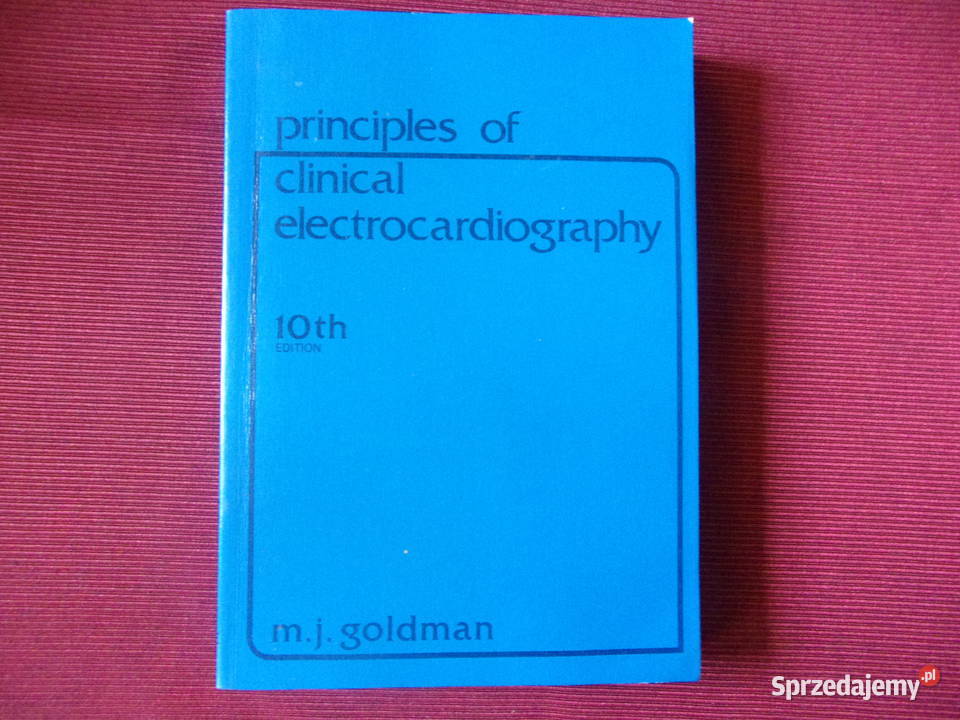 principles of
clinical
electrocardiography
10th
EDITION
m.j. goldman
Sprzedajemy.pl